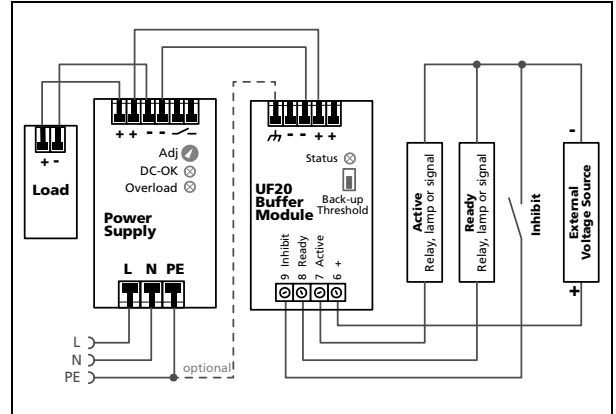 + -
Load
+ + - -
Adj
DC-OK
Overload
Power
Supply
L N PE
L
N
PE
optional
- - + +
Status
UF20
Buffer
Module
Back-up
Threshold
9 Inhibit
8 Ready
7 Active
6 +
Active
Relay, lamp or signal
Ready
Relay, lamp or signal
Inhibit
-
External
Voltage Source
+